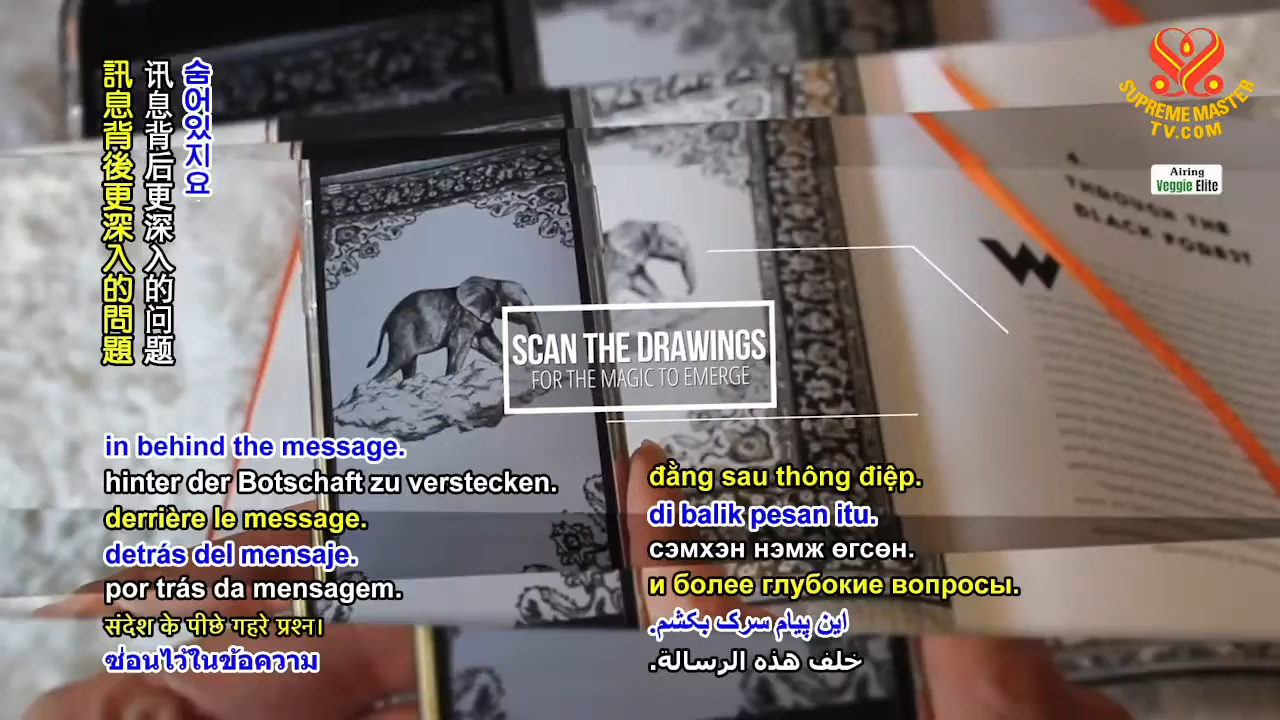 訊息背後更深入的問題
讯息背后更深入的问题
숨어있지요
in behind the message.
hinter der Botschaft zu verstecken.
derrière le message.
detrás del mensaje.
por trás da mensagem.
संदेश के पीछे गहरे प्रश्न।
ซ่อนไว้ในข้อความ
đằng sau thông điệp.
di balik pesan itu.
сэмхэн нэмж өгсөн.
и более глубокие вопросы.
این پیام سرک بکشم.
خلف هذه الرسالة.
SCAN THE DRAWINGS
FOR THE MAGIC TO EMERGE
SUPREME MASTER
TV.COM
Airing
Veggie Elite
4.
THROUGH THE
BLACK FOREST
W